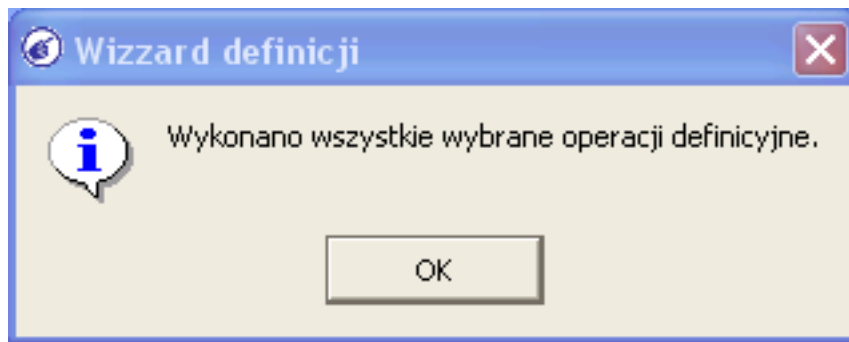 Wizzard definicji
Wykonano wszystkie wybrane operacji definicyjne.
OK